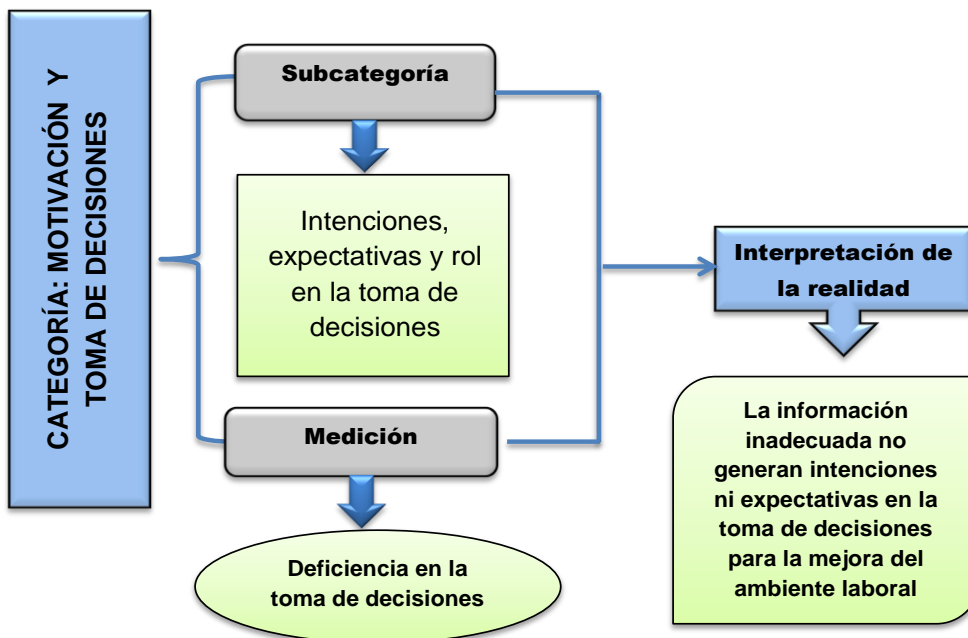 CATEGORÍA: MOTIVACIÓN Y
TOMA DE DECISIONES
Subcategoría
Intenciones,
expectativas y rol
en la toma de
decisiones
Medición
Deficiencia en la
toma de decisiones
Interpretación de
la realidad
La información
inadecuada no
generan intenciones
ni expectativas en la
toma de decisiones
para la mejora del
ambiente laboral